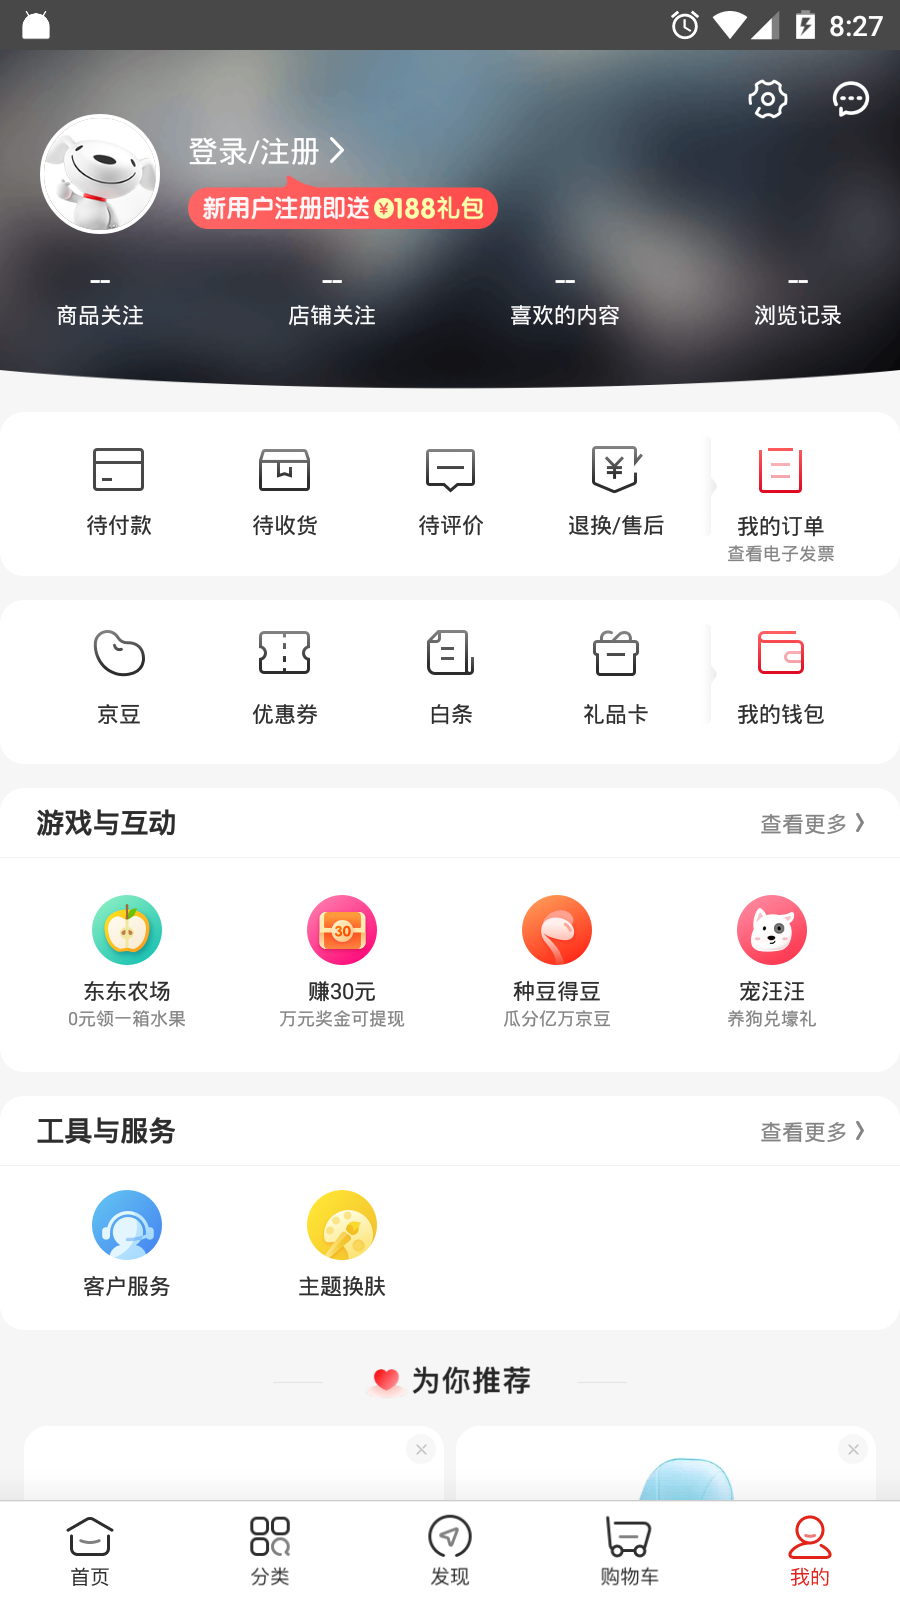 8:27
登录/注册
新用户注册即送¥188礼包
-- -- -- --
商品关注 店铺关注 喜欢的内容 浏览记录
待付款 待收货 待评价 退换/售后 我的订单
查看电子发票
京豆 优惠券 白条 礼品卡 我的钱包
游戏与互动 查看更多
30
东东农场 赚30元 种豆得豆 宠汪汪
0元领一箱水果 万元奖金可提现 瓜分亿万京豆 养狗兑壕礼
工具与服务 查看更多
客户服务 主题换肤
为你推荐
首页 分类 发现 购物车 我的